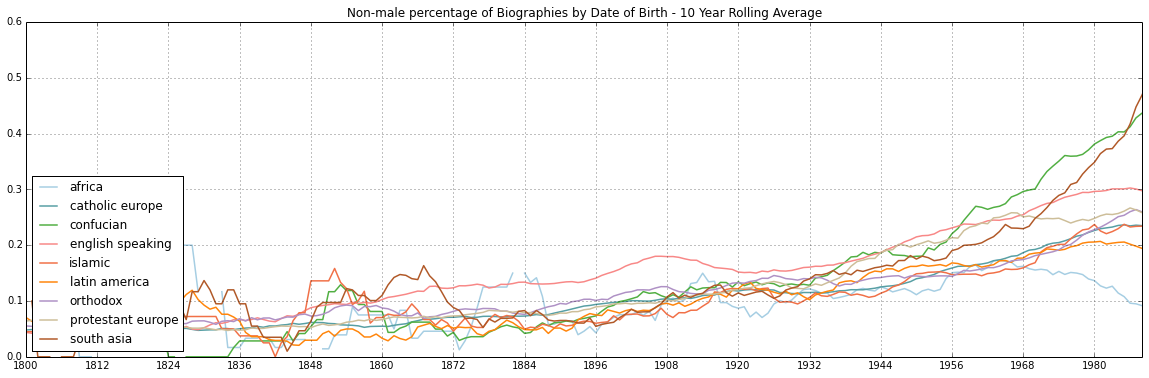 Non-male percentage of Biographies by Date of Birth - 10 Year Rolling Average
0.6
0.5
0.4
0.3
0.2
0.1
0.0
africa
catholic europe
confucian
english speaking
islamic
latin america
orthodox
protestant europe
south asia
1800 1812 1824 1836 1848 1860 1872 1884 1896 1908 1920 1932 1944 1956 1968 1980